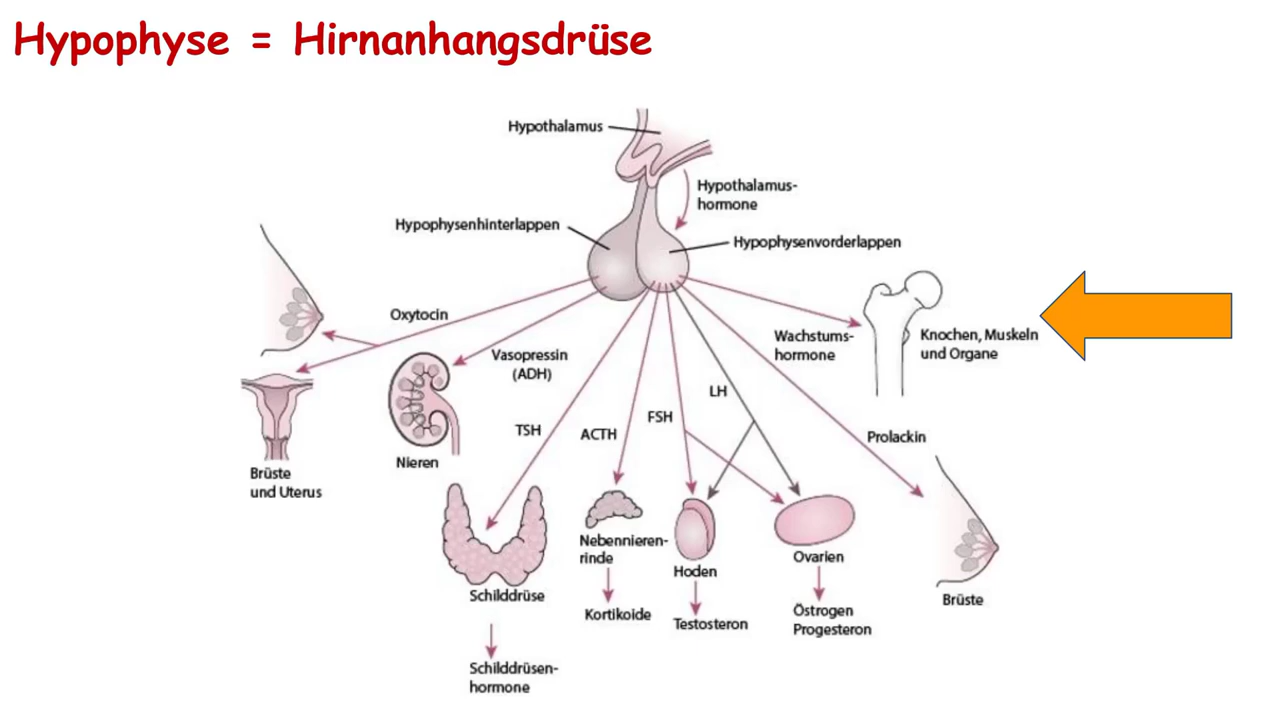 Hypophyse = Hirnanhangsdrüse
Hypothalamus
Hypothalamus-
hormone
Hypophysenhinterlappen
Hypophysenvorderlappen
Oxytocin
Vasopressin
(ADH)
Wachstums-
hormone
Knochen, Muskeln
und Organe
LH
FSH
TSH
ACTH
Prolackin
Brüste
und Uterus
Nieren
Nebennieren-
rinde
Kortikoide
Hoden
Testosteron
Ovarien
Östrogen
Progesteron
Brüste
Schilddrüse
Schilddrüsen-
hormone